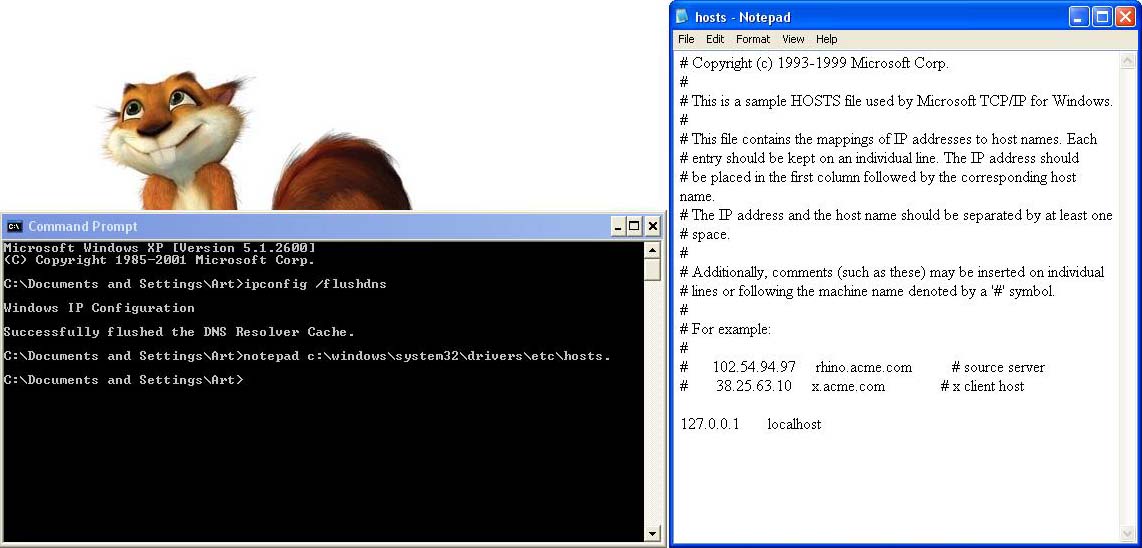 Command Prompt
Microsoft Windows XP [Version 5.1.2600]
(C) Copyright 1985-2001 Microsoft Corp.
C:\Documents and Settings\Art>ipconfig /flushdns
Windows IP Configuration
Successfully flushed the DNS Resolver Cache.
C:\Documents and Settings\Art>notepad c:\windows\system32\drivers\etc\hosts.
C:\Documents and Settings\Art>
hosts - Notepad
File Edit Format View Help
# Copyright (c) 1993-1999 Microsoft Corp.
#
# This is a sample HOSTS file used by Microsoft TCP/IP for Windows.
#
# This file contains the mappings of IP addresses to host names. Each
# entry should be kept on an individual line. The IP address should
# be placed in the first column followed by the corresponding host
name.
# The IP address and the host name should be separated by at least one
# space.
#
# Additionally, comments (such as these) may be inserted on individual
# lines or following the machine name denoted by a '#' symbol.
#
# For example:
#
# 102.54.94.97 rhino.acme.com # source server
# 38.25.63.10 x.acme.com # x client host
127.0.0.1 localhost